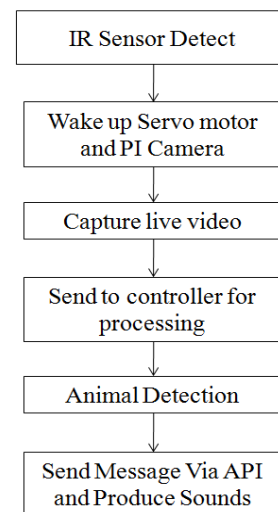 IR Sensor Detect
Wake up Servo motor
and PI Camera
Capture live video
Send to controller for
processing
Animal Detection
Send Message Via API
and Produce Sounds